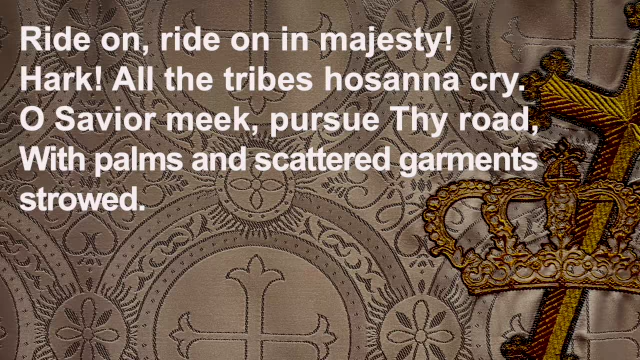 Ride on, ride on in majesty!
Hark! All the tribes hosanna cry.
O Savior meek, pursue Thy road,
With palms and scattered garments
strowed.